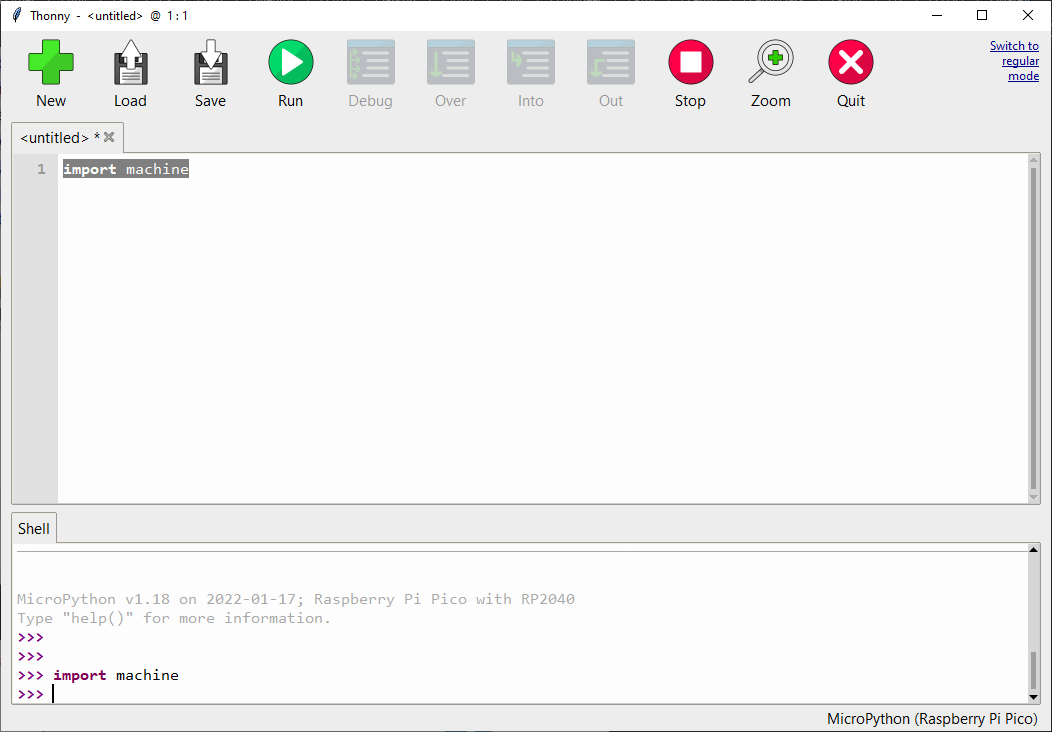 Thonny - <untitled> @ 1 : 1
New Load Save Run Debug Over Into Out Stop Zoom Quit
Switch to
regular
mode
<untitled> *
1 import machine
Shell
MicroPython v1.18 on 2022-01-17; Raspberry Pi Pico with RP2040
Type "help()" for more information.
>>>
>>>
>>> import machine
>>>
MicroPython (Raspberry Pi Pico)